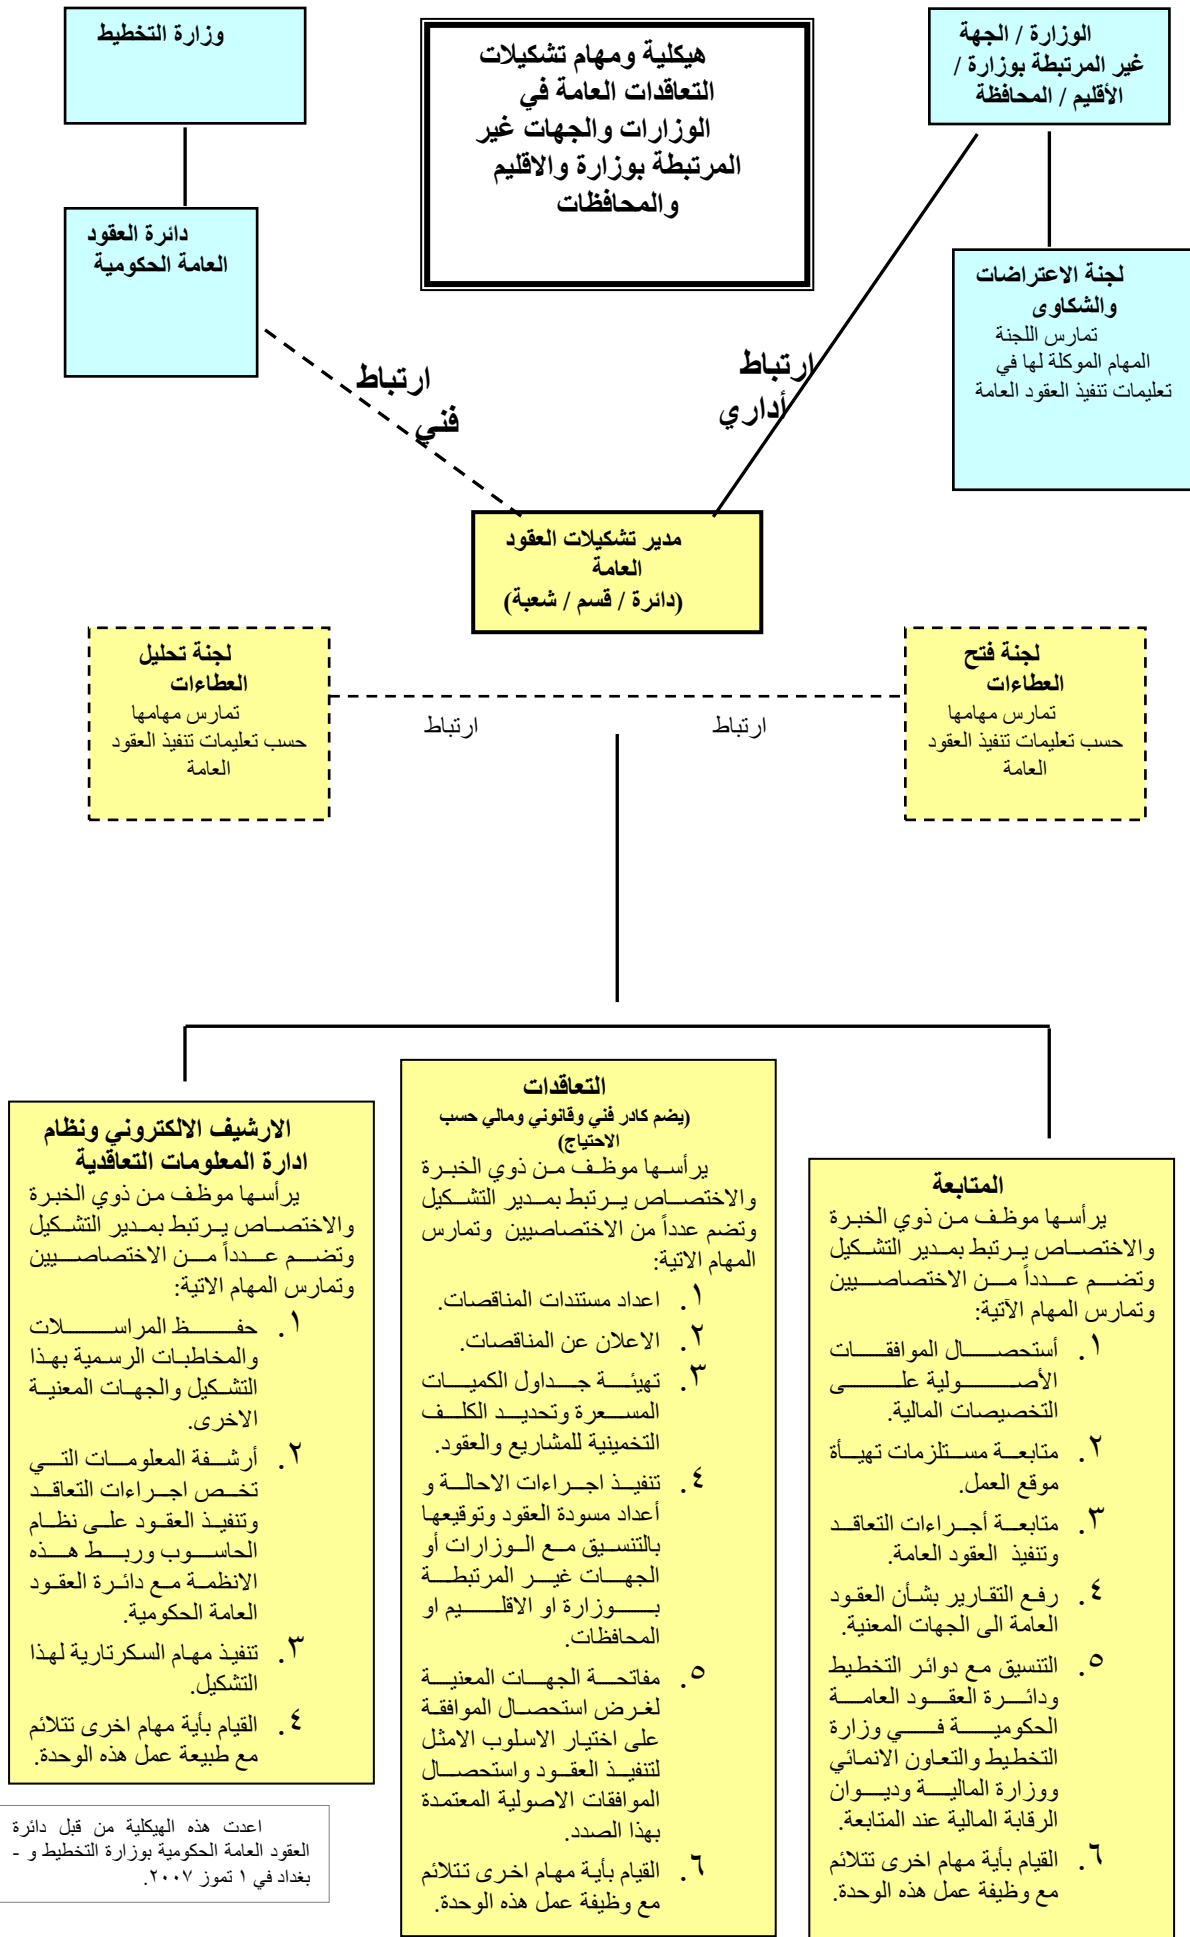 الوزارة / الجهة
غير المرتبطة بوزارة /
الأقليم / المحافظة
هيكلية ومهام تشكيلات
التعاقدات العامة في
الوزارات والجهات غير
المرتبطة بوزارة والاقليم
والمحافظات
وزارة التخطيط
لجنة الاعتراضات
والشكاوى
تمارس اللجنة
المهام الموكلة لها في
تعليمات تنفيذ العقود العامة
دائرة العقود
العامة الحكومية
ارتباط
أداري
ارتباط
فني
مدير تشكيلات العقود
العامة
(دائرة / قسم / شعبة)
لجنة فتح
العطاءات
تمارس مهامها
حسب تعليمات تنفيذ العقود
العامة
ارتباط
ارتباط
لجنة تحليل
العطاءات
تمارس مهامها
حسب تعليمات تنفيذ العقود
العامة
المتابعة
يرأسها موظف من ذوي الخبرة
والاختصاص يرتبط بمدير التشكيل
وتضم عدداً من الاختصاصيين
وتمارس المهام الآتية:
١. أستحصال الموافقات
الأصولية على
التخصيصات المالية.
٢. متابعة مستلزمات تهيأة
موقع العمل.
٣. متابعة أجراءات التعاقد
وتنفيذ العقود العامة.
٤. رفع التقارير بشأن العقود
العامة الى الجهات المعنية.
٥. التنسيق مع دوائر التخطيط
ودائرة العقود العامة
الحكومية في وزارة
التخطيط والتعاون الانمائي
ووزارة المالية وديوان
الرقابة المالية عند المتابعة.
٦. القيام بأية مهام اخرى تتلائم
مع وظيفة عمل هذه الوحدة.
التعاقدات
(يضم كادر فني وقانوني ومالي حسب
الاحتياج)
يرأسها موظف من ذوي الخبرة
والاختصاص يرتبط بمدير التشكيل
وتضم عدداً من الاختصاصيين وتمارس
المهام الاتية:
١. اعداد مستندات المناقصات.
٢. الاعلان عن المناقصات.
٣. تهيئة جداول الكميات
المسعرة وتحديد الكلف
التخمينية للمشاريع والعقود.
٤. تنفيذ اجراءات الاحالة و
أعداد مسودة العقود وتوقيعها
بالتنسيق مع الوزارات أو
الجهات غير المرتبطة
بوزارة او الاقليم او
المحافظات.
٥. مفاتحة الجهات المعنية
لغرض استحصال الموافقة
على اختيار الاسلوب الامثل
لتنفيذ العقود واستحصال
الموافقات الاصولية المعتمدة
بهذا الصدد.
٦. القيام بأية مهام اخرى تتلائم
مع وظيفة عمل هذه الوحدة.
الارشيف الالكتروني ونظام
ادارة المعلومات التعاقدية
يرأسها موظف من ذوي الخبرة
والاختصاص يرتبط بمدير التشكيل
وتضم عدداً من الاختصاصيين
وتمارس المهام الاتية:
١. حفظ المراسلات
والمخاطبات الرسمية بهذا
التشكيل والجهات المعنية
الاخرى.
٢. أرشفة المعلومات التي
تخص اجراءات التعاقد
وتنفيذ العقود على نظام
الحاسوب وربط هذه
الانظمة مع دائرة العقود
العامة الحكومية.
٣. تنفيذ مهام السكرتارية لهذا
التشكيل.
٤. القيام بأية مهام اخرى تتلائم
مع طبيعة عمل هذه الوحدة.
اعدت هذه الهيكلية من قبل دائرة
العقود العامة الحكومية بوزارة التخطيط و -
بغداد في ١ تموز ٢٠٠٧.